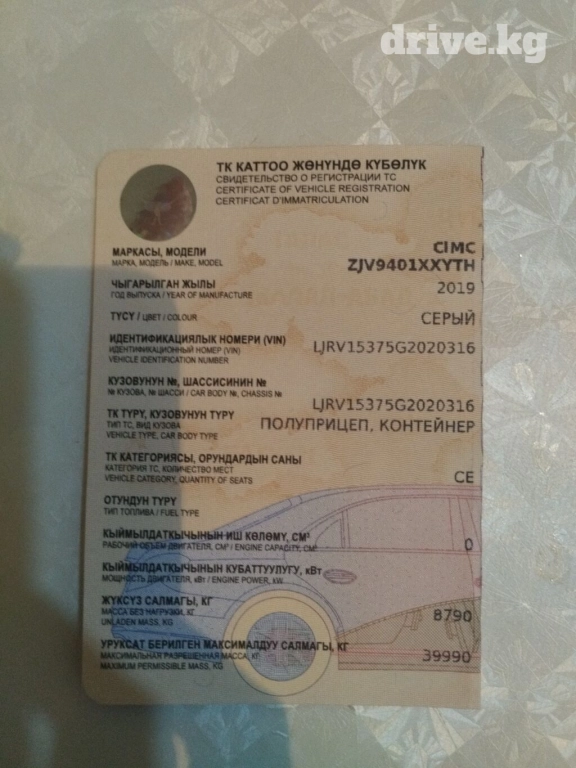 drive.kg
ТК КАТТОО ЖӨНҮНДӨ КҮБӨЛҮК
СВИДЕТЕЛЬСТВО О РЕГИСТРАЦИИ ТС
CERTIFICATE OF VEHICLE REGISTRATION
CERTIFICAT D'IMMATRICULATION
МАРКАСЫ, МОДЕЛИ
МАРКА, МОДЕЛЬ / MAKE, MODEL
CIMC
ZJV9401XXYTH
ЧЫГАРЫЛГАН ЖЫЛЫ
ГОД ВЫПУСКА / YEAR OF MANUFACTURE
2019
ТҮСҮ / ЦВЕТ / COLOUR
СЕРЫЙ
ИДЕНТИФИКАЦИЯЛЫК НОМЕРИ (VIN)
ИДЕНТИФИКАЦИОННЫЙ НОМЕР (VIN)
VEHICLE IDENTIFICATION NUMBER
LJRV15375G2020316
КУЗОВУНУН №, ШАССИСИНИН №
№ КУЗОВА, № ШАССИ / CAR BODY №, CHASSIS №
LJRV15375G2020316
ТК ТҮРҮ, КУЗОВУНУН ТҮРҮ
ТИП ТС, ВИД КУЗОВА
VEHICLE TYPE, CAR BODY TYPE
ПОЛУПРИЦЕП, КОНТЕЙНЕР
ТК КАТЕГОРИЯСЫ, ОРУНДАРДЫН САНЫ
КАТЕГОРИЯ ТС, КОЛИЧЕСТВО МЕСТ
VEHICLE CATEGORY, QUANTITY OF SEATS
CE
ОТУНДУН ТҮРҮ
ТИП ТОПЛИВА / FUEL TYPE
КЫЙМЫЛДАТКЫЧЫНЫН ИШ КӨЛӨМҮ, СМ³
РАБОЧИЙ ОБЪЕМ ДВИГАТЕЛЯ, СМ³ / ENGINE CAPACITY, CM³
0
КЫЙМЫЛДАТКЫЧЫНЫН КУБАТТУУЛУГУ, кВт
МОЩНОСТЬ ДВИГАТЕЛЯ, кВт / ENGINE POWER, kW
ЖҮКСҮЗ САЛМАГЫ, КГ
МАССА БЕЗ НАГРУЗКИ, КГ
UNLADEN MASS, KG
8790
УРУКСАТ БЕРИЛГЕН МАКСИМАЛДУУ САЛМАГЫ, КГ
МАКСИМАЛЬНАЯ РАЗРЕШЕННАЯ МАССА, КГ
MAXIMUM PERMISSIBLE MASS, KG
39990